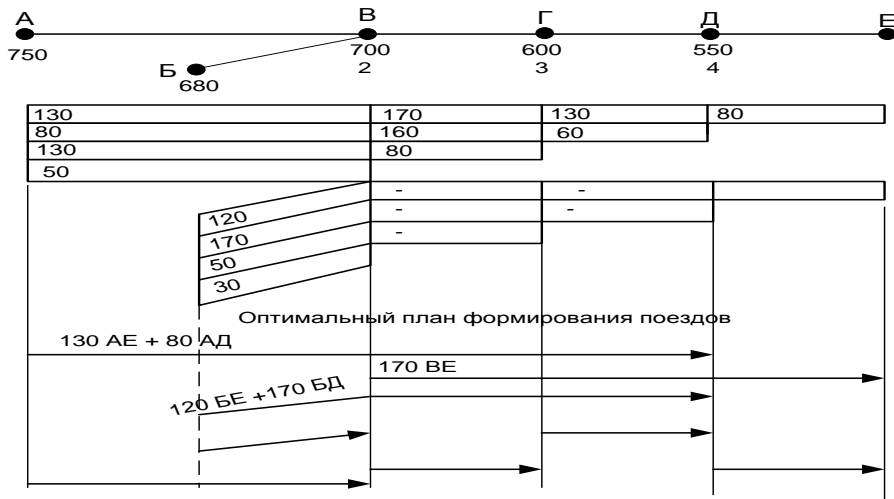 А В Г Д Е
750 700 600 550
Б 2 3 4
680
130 170 130 80
80 160 60
130 80
50
- -
120 - -
170 -
50
30
Оптимальный план формирования поездов
130 АЕ + 80 АД
170 ВЕ
120 БЕ +170 БД